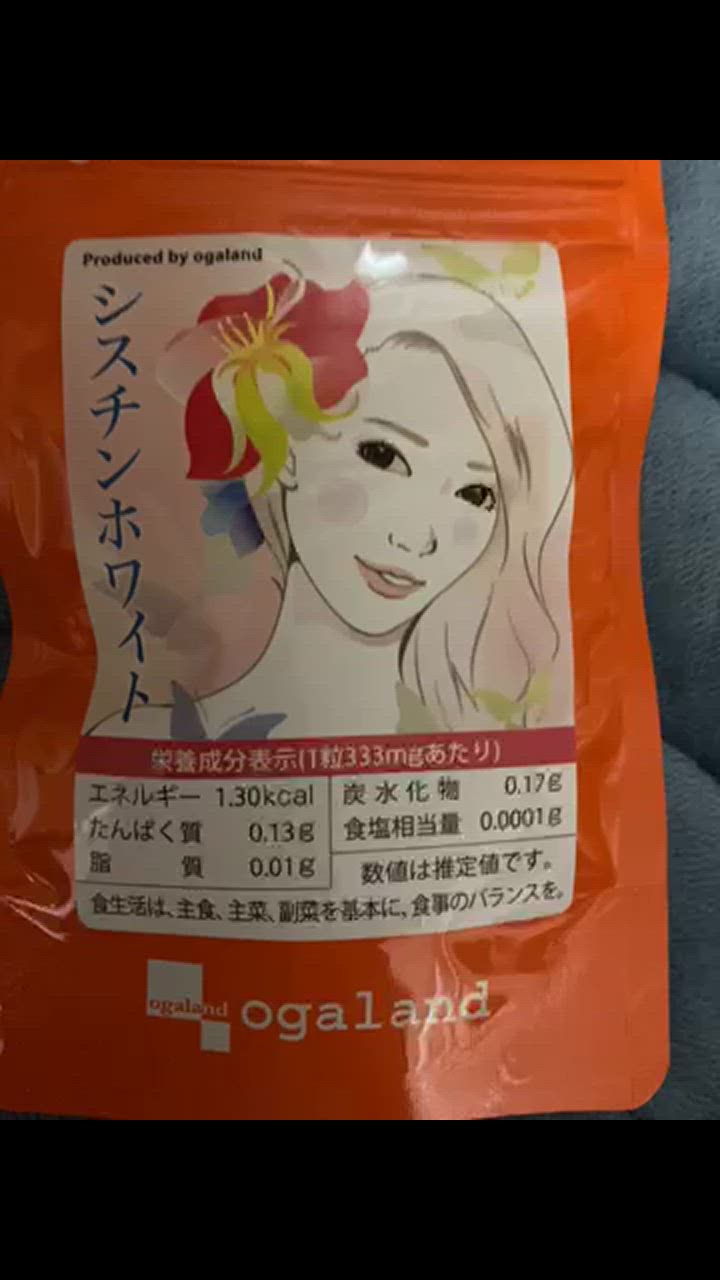 Produced by ogaland
シスチンホワイト
栄養成分表示(1粒333mgあたり)
エネルギー 1.30kcal
たんぱく質 0.13g
脂質 0.01g
炭水化物 0.17g
食塩相当量 0.0001g
数値は推定値です。
食生活は、主食、主菜、副菜を基本に、食事のバランスを。
ogaland
ogaland